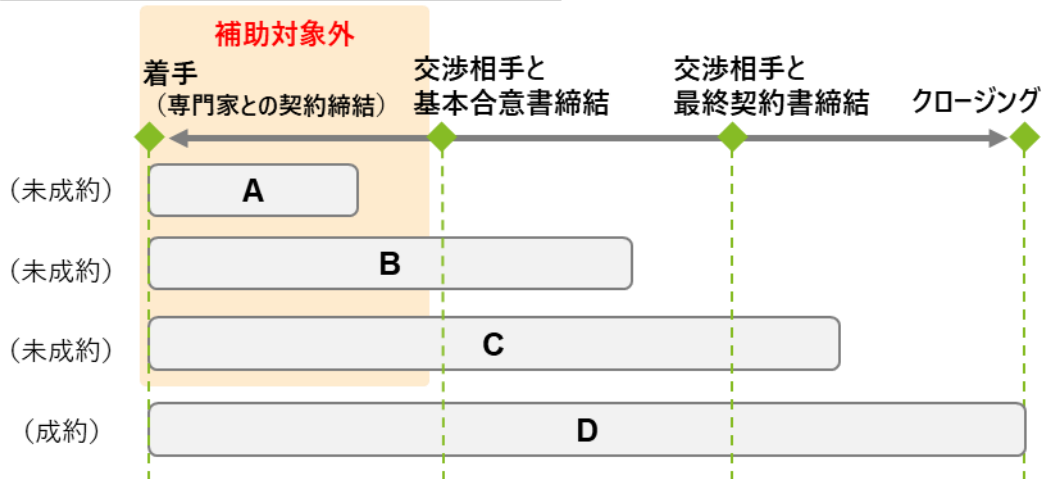 補助対象外
着手
（専門家との契約締結）
交渉相手と
基本合意書締結
交渉相手と
最終契約書締結
クロージング
（未成約）
A
（未成約）
B
（未成約）
C
（成約）
D